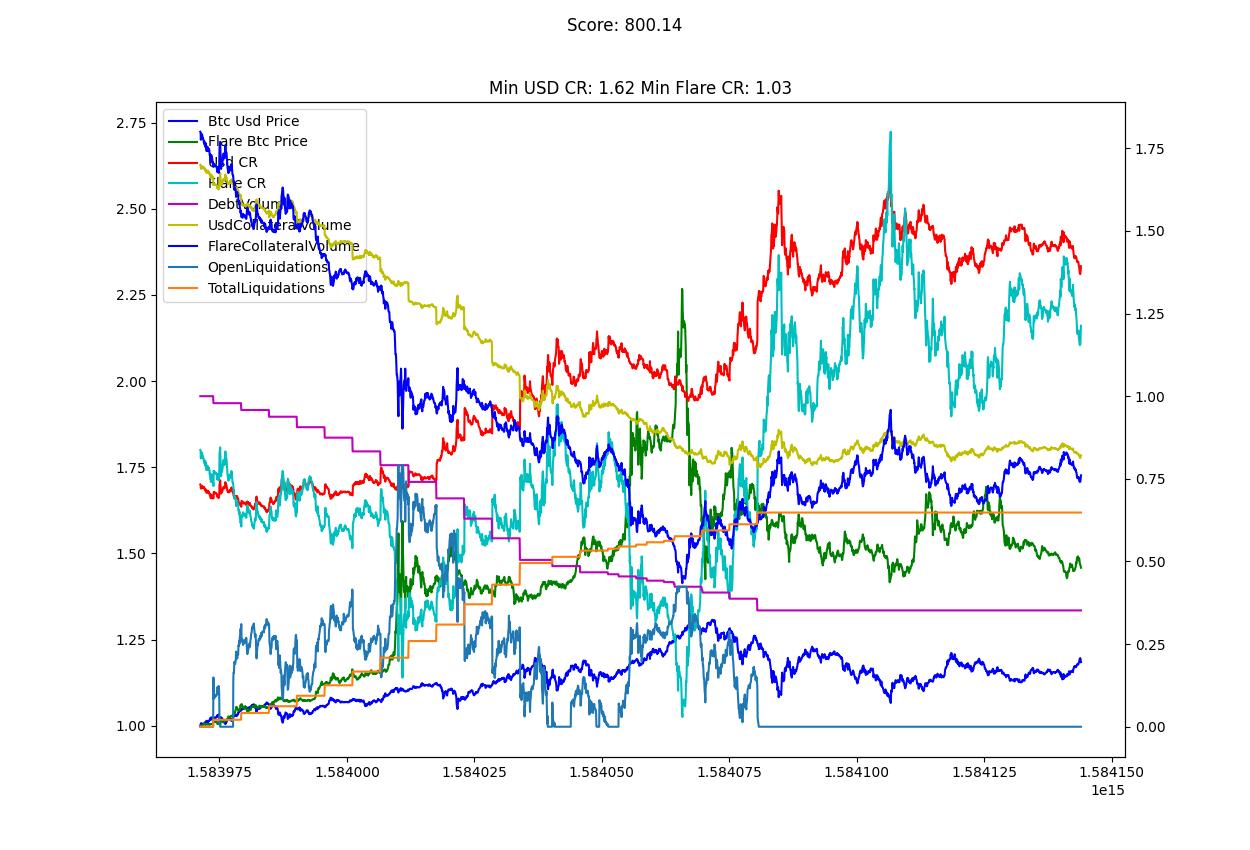 Score: 800.14
Min USD CR: 1.62 Min Flare CR: 1.03
Btc Usd Price
Flare Btc Price
Usd CR
Flare CR
DebtVolume
UsdCollateralVolume
FlareCollateralVolume
OpenLiquidations
TotalLiquidations
2.75
2.50
2.25
2.00
1.75
1.50
1.25
1.00
1.75
1.50
1.25
1.00
0.75
0.50
0.25
0.00
1.583975 1.584000 1.584025 1.584050 1.584075 1.584100 1.584125 1.584150
1e15